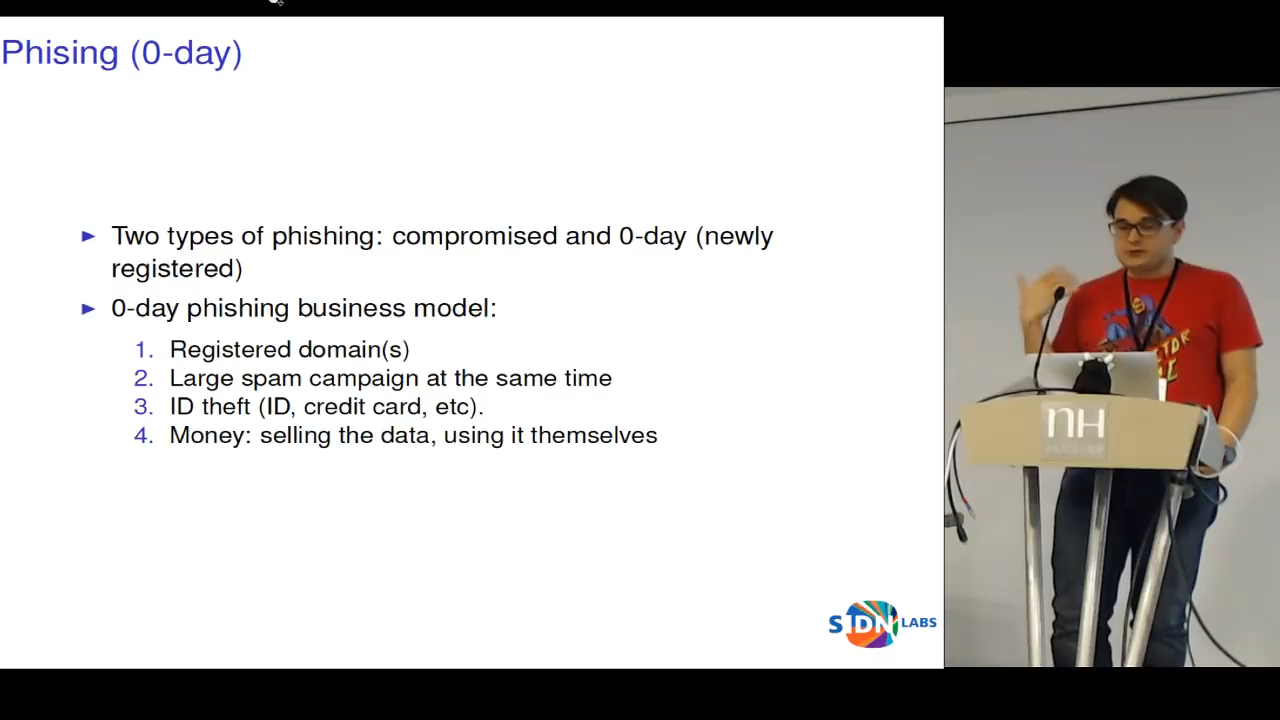 Phising (0-day)
► Two types of phishing: compromised and 0-day (newly
registered)
► 0-day phishing business model:
1. Registered domain(s)
2. Large spam campaign at the same time
3. ID theft (ID, credit card, etc).
4. Money: selling the data, using it themselves
SIDN LABS
nH